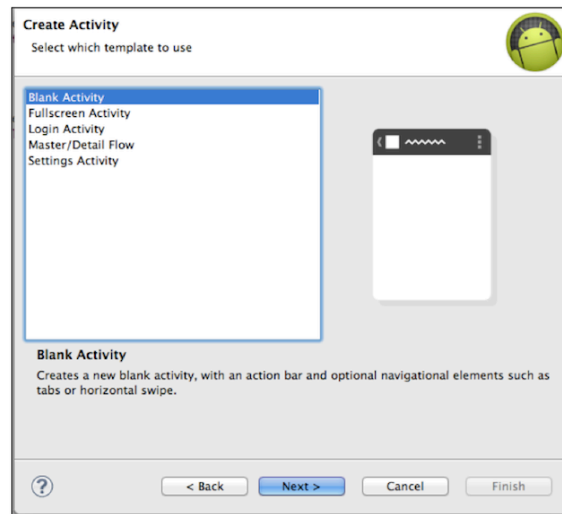 Create Activity
Select which template to use
Blank Activity
Fullscreen Activity
Login Activity
Master/Detail Flow
Settings Activity
Blank Activity
Creates a new blank activity, with an action bar and optional navigational elements such as
tabs or horizontal swipe.
?
< Back
Next >
Cancel
Finish